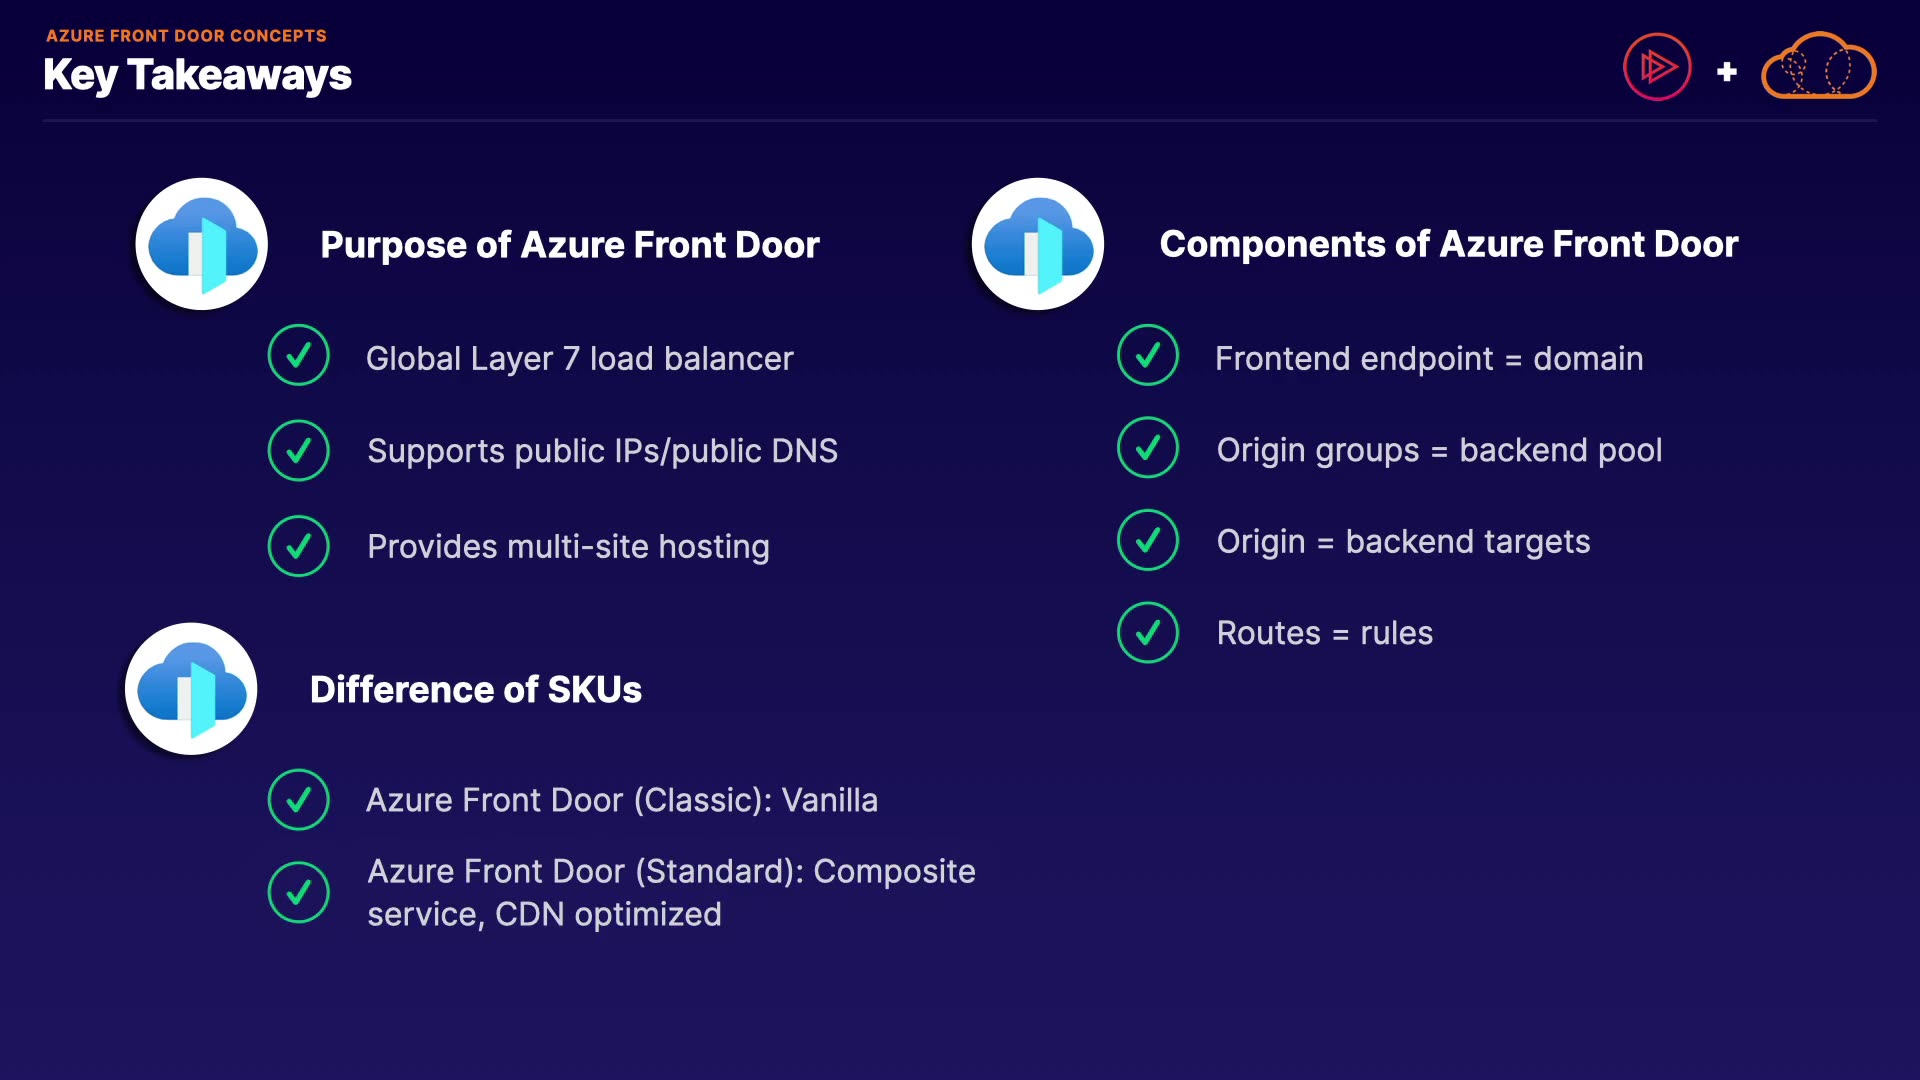 AZURE FRONT DOOR CONCEPTS
Key Takeaways
+
Purpose of Azure Front Door
Global Layer 7 load balancer
Supports public IPs/public DNS
Provides multi-site hosting
Difference of SKUs
Azure Front Door (Classic): Vanilla
Azure Front Door (Standard): Composite
service, CDN optimized
Components of Azure Front Door
Frontend endpoint = domain
Origin groups = backend pool
Origin = backend targets
Routes = rules